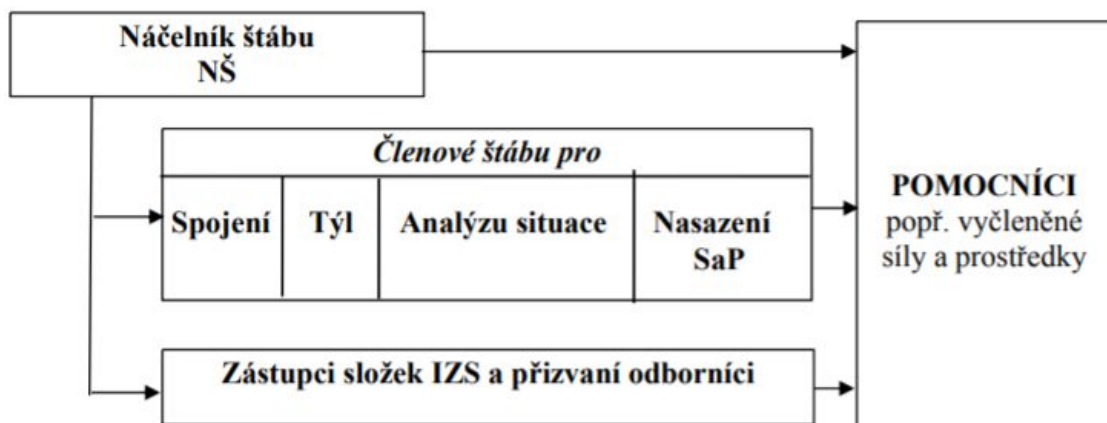 Náčelník štábu
NŠ
Členové štábu pro
Spojení
Týl
Analýzu situace
Nasazení
SaP
Zástupci složek IZS a přizvaní odborníci
POMOCNÍCI
popř. vyčleněné
síly a prostředky